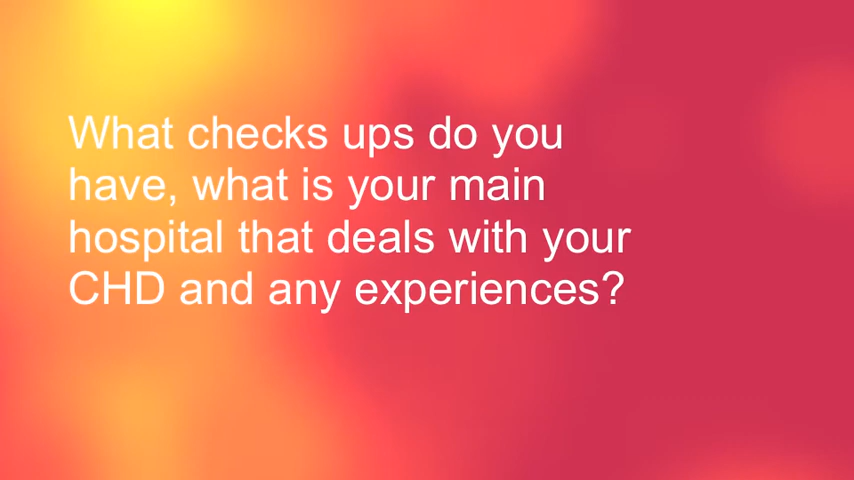 What checks ups do you
have, what is your main
hospital that deals with your
CHD and any experiences?